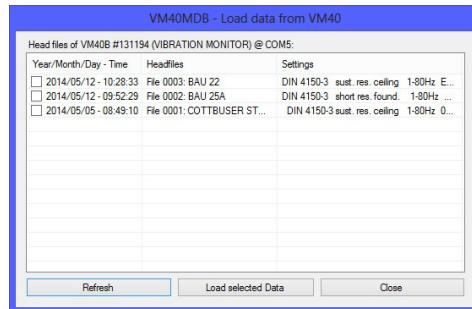 VM40MDB - Load data from VM40
Head files of VM40B #131194 (VIBRATION MONITOR) @ COM5:
Year/Month/Day - Time Headfiles Settings
2014/05/12 - 10:28:33 File 0003: BAU 22 DIN 4150-3 sust. res. ceiling 1-80Hz E...
2014/05/12 - 09:52:29 File 0002: BAU 25A DIN 4150-3 short res. found. 1-80Hz ...
2014/05/05 - 08:49:10 File 0001: COTTBUSER ST... DIN 4150-3 sust. res. ceiling 1-80Hz 0...
Refresh Load selected Data Close